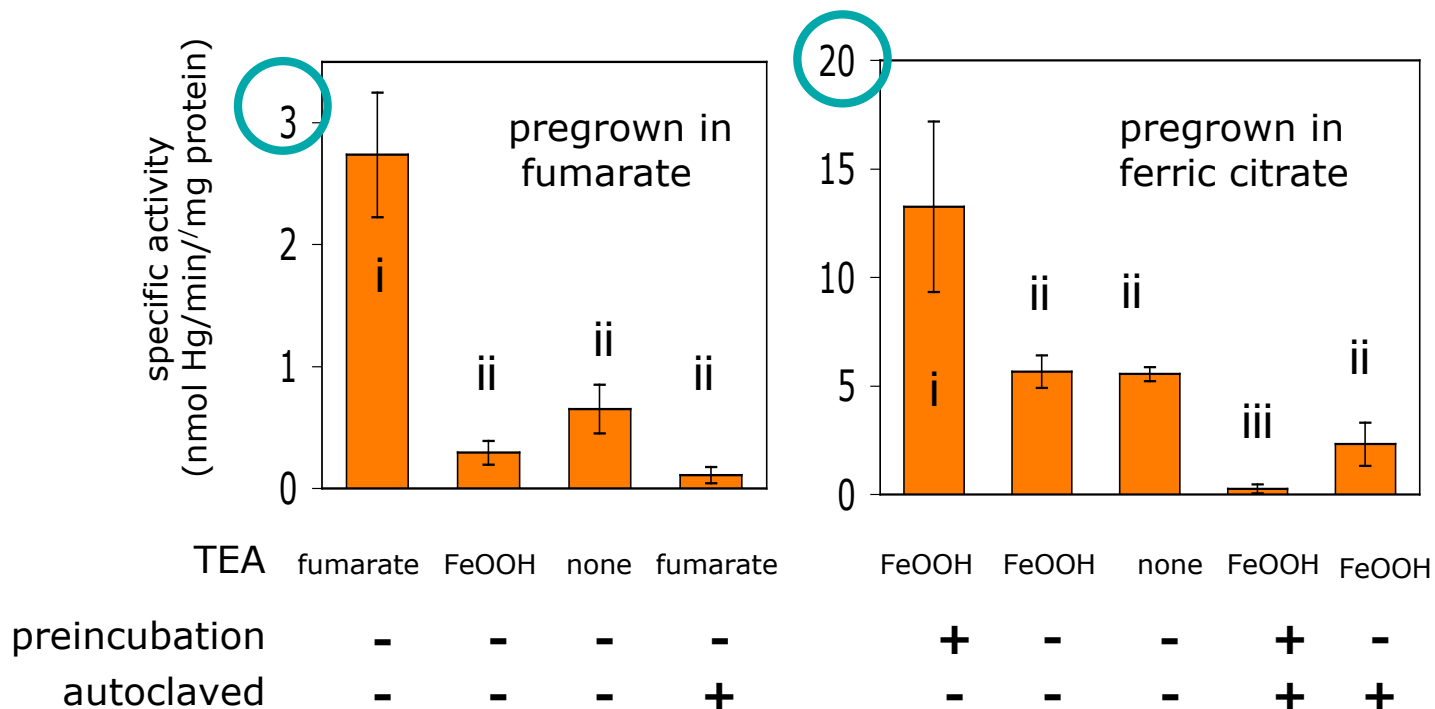 specific activity
(nmol Hg/min//mg protein)
3
2
1
0
pregrown in
fumarate
i
ii
ii
ii
20
15
10
5
0
pregrown in
ferric citrate
i
ii
ii
iii
ii
TEA fumarate FeOOH none fumarate FeOOH FeOOH none FeOOH FeOOH
preincubation - - - - + - - + -
autoclaved - - - + - - - + +